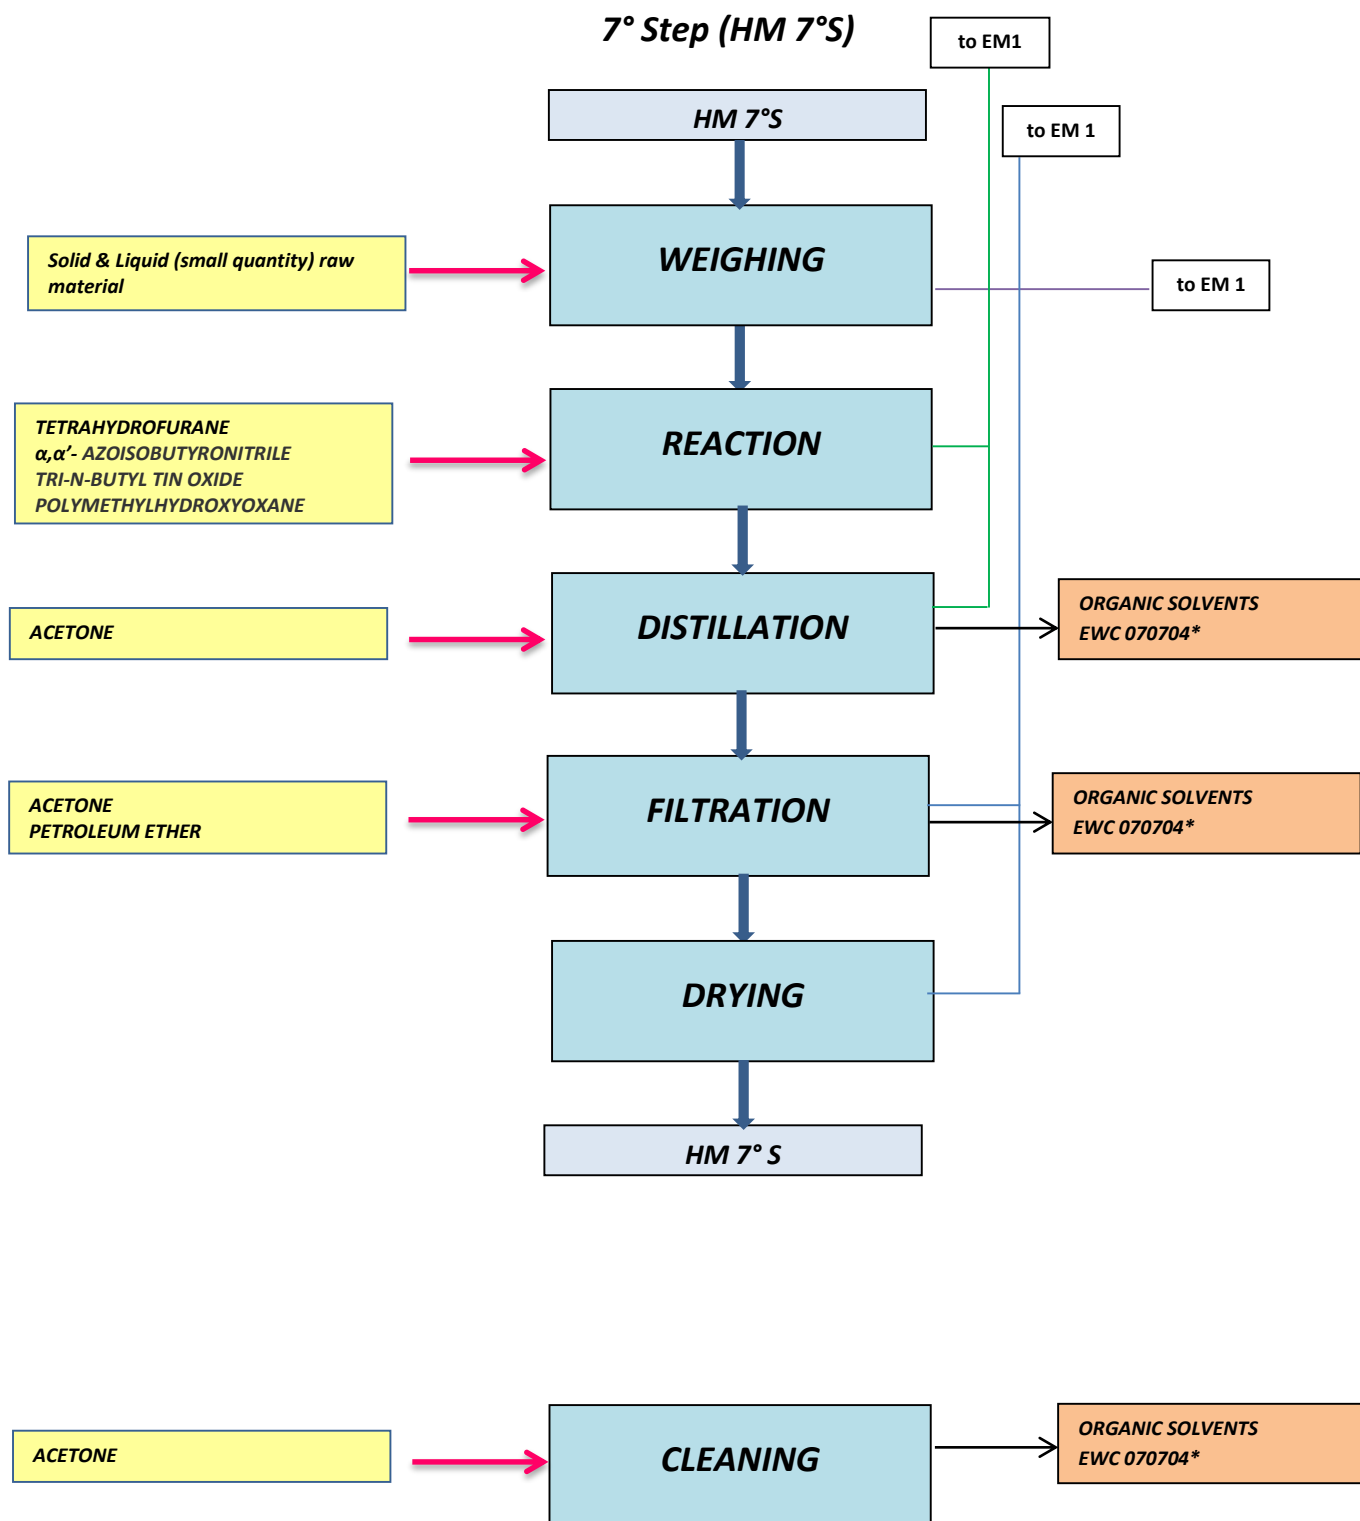 7° Step (HM 7°S)
to EM1
HM 7°S
to EM 1
WEIGHING
Solid & Liquid (small quantity) raw
material
to EM 1
TETRAHYDROFURANE
α,α’- AZOISOBUTYRONITRILE
TRI-N-BUTYL TIN OXIDE
POLYMETHYLHYDROXYOXANE
REACTION
ACETONE
DISTILLATION
ORGANIC SOLVENTS
EWC 070704*
ACETONE
PETROLEUM ETHER
FILTRATION
ORGANIC SOLVENTS
EWC 070704*
DRYING
HM 7° S
ACETONE
CLEANING
ORGANIC SOLVENTS
EWC 070704*